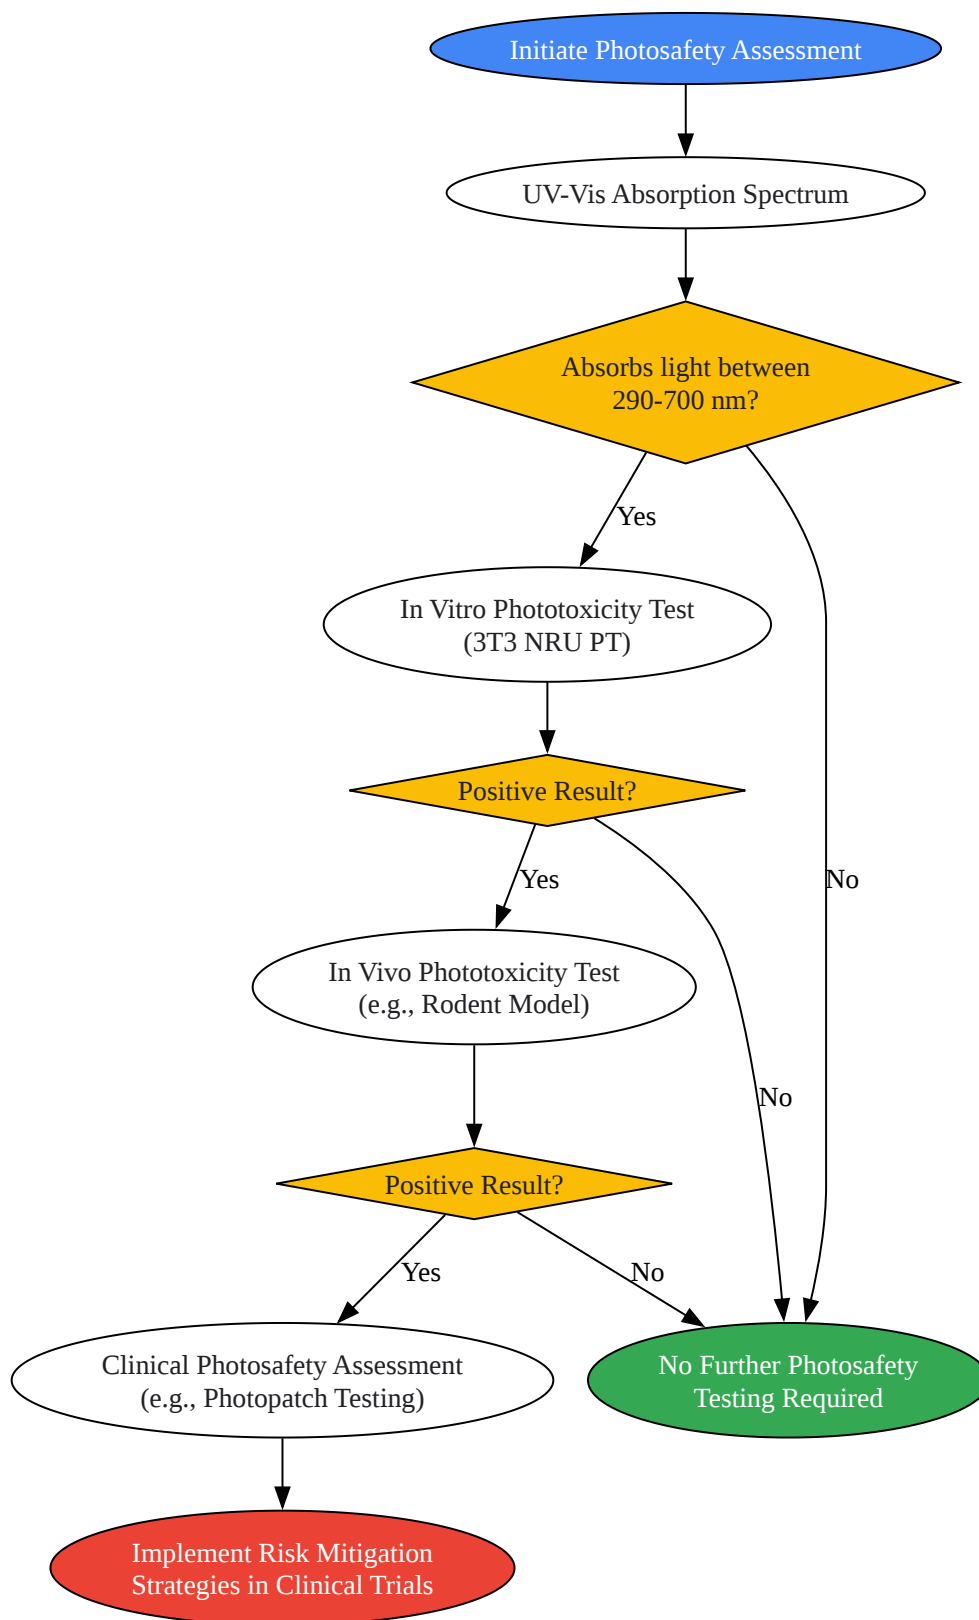 Initiate Photosafety Assessment
UV-Vis Absorption Spectrum
Absorbs light between
290-700 nm?
Yes
In Vitro Phototoxicity Test
(3T3 NRU PT)
Positive Result?
Yes
No
In Vivo Phototoxicity Test
(e.g., Rodent Model)
No
Positive Result?
Yes
No
Clinical Photosafety Assessment
(e.g., Photopatch Testing)
No Further Photosafety
Testing Required
Implement Risk Mitigation
Strategies in Clinical Trials